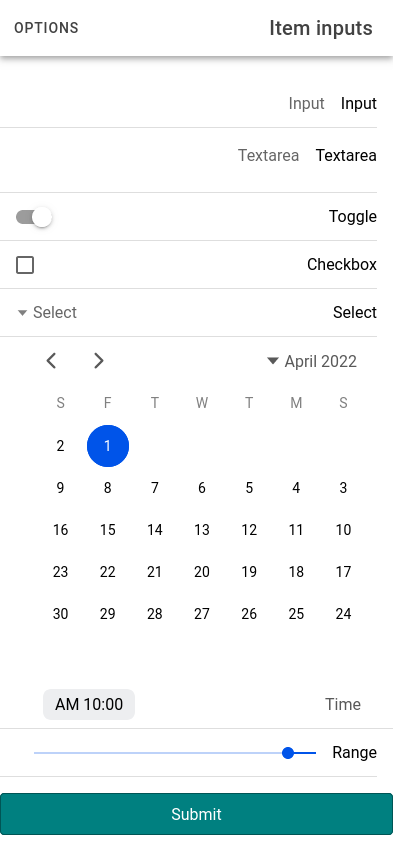 OPTIONS Item inputs
Input Input
Textarea Textarea
Toggle
Checkbox
Select Select
April 2022
S F T W T M S
2 1
9 8 7 6 5 4 3
16 15 14 13 12 11 10
23 22 21 20 19 18 17
30 29 28 27 26 25 24
AM 10:00 Time
Range
Submit